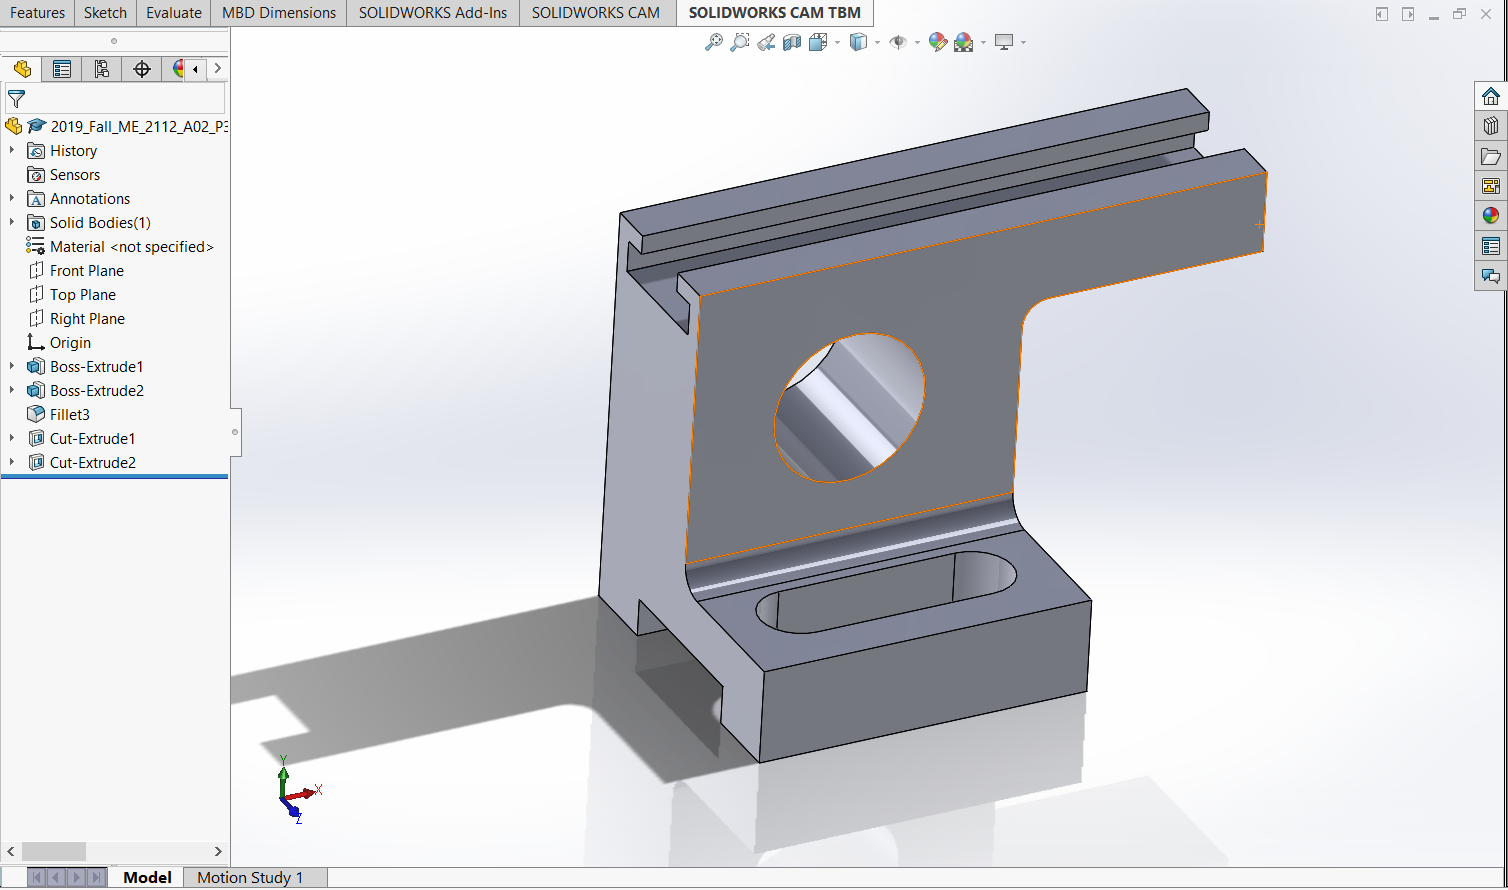 Features Sketch Evaluate MBD Dimensions SOLIDWORKS Add-Ins SOLIDWORKS CAM SOLIDWORKS CAM TBM
2019_Fall_ME_2112_A02_P3
History
Sensors
A Annotations
Solid Bodies(1)
Material <not specified>
Front Plane
Top Plane
Right Plane
Origin
Boss-Extrude1
Boss-Extrude2
Fillet3
Cut-Extrude1
Cut-Extrude2
Y
X
Z
Model Motion Study 1